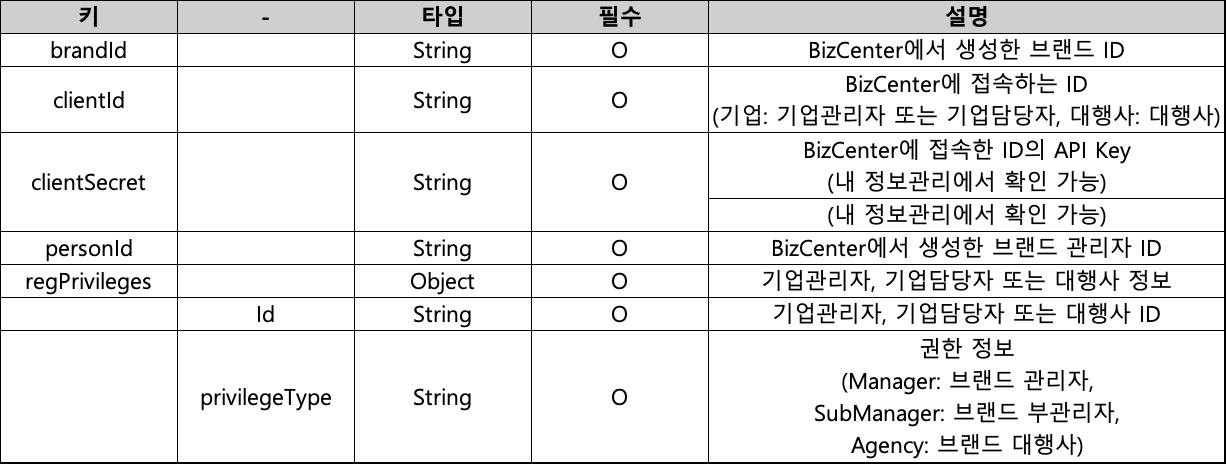 키 - 타입 필수 설명
brandId String O BizCenter에서 생성한 브랜드 ID
clientId String O BizCenter에 접속하는 ID
(기업: 기업관리자 또는 기업담당자, 대행사: 대행사)
clientSecret String O BizCenter에 접속한 ID의 API Key
(내 정보관리에서 확인 가능)
(내 정보관리에서 확인 가능)
personId String O BizCenter에서 생성한 브랜드 관리자 ID
regPrivileges Object O 기업관리자, 기업담당자 또는 대행사 정보
Id String O 기업관리자, 기업담당자 또는 대행사 ID
privilegeType String O 권한 정보
(Manager: 브랜드 관리자,
SubManager: 브랜드 부관리자,
Agency: 브랜드 대행사)